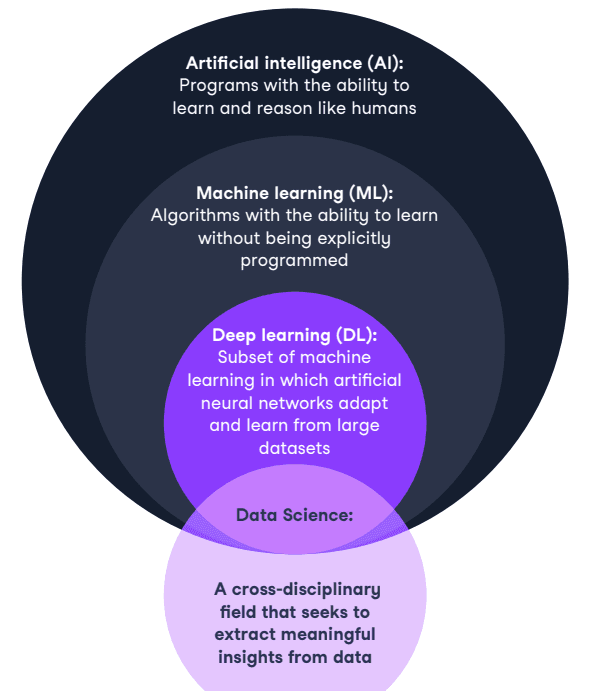 Artificial intelligence (AI):
Programs with the ability to
learn and reason like humans
Machine learning (ML):
Algorithms with the ability to learn
without being explicitly
programmed
Deep learning (DL):
Subset of machine
learning in which artificial
neural networks adapt
and learn from large
datasets
Data Science:
A cross-disciplinary
field that seeks to
extract meaningful
insights from data